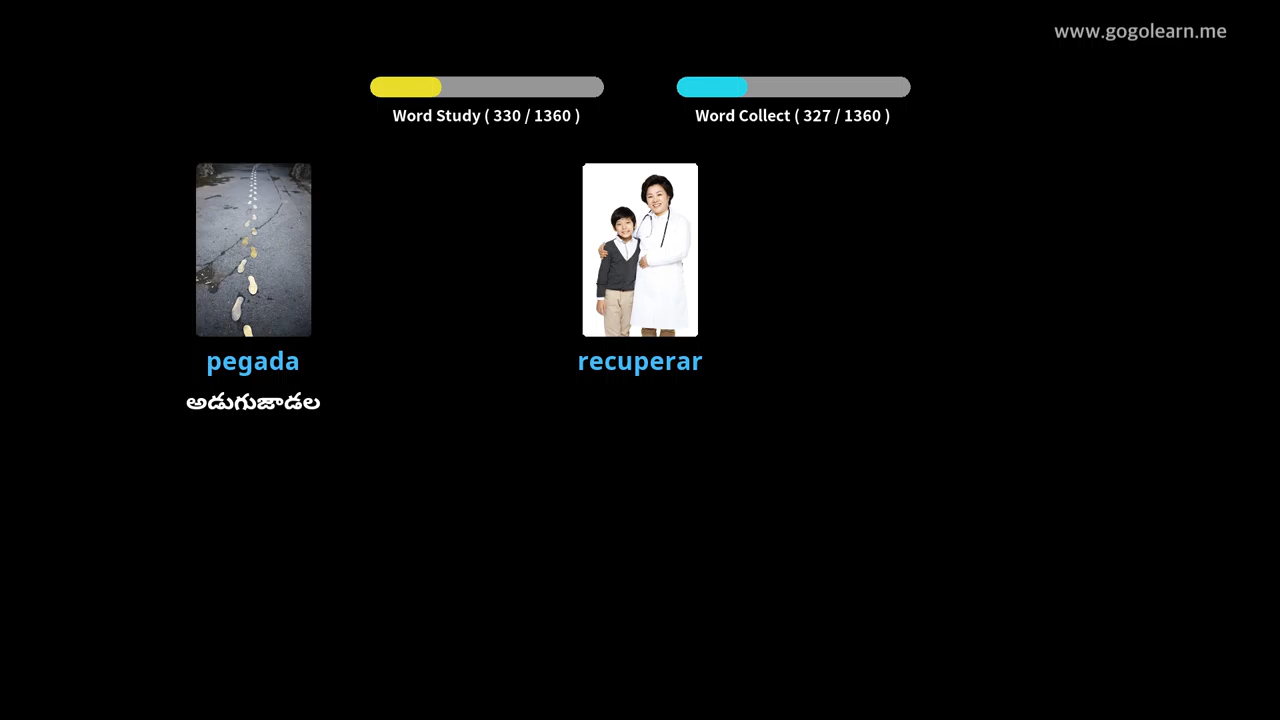 www.gogolearn.me
Word Study ( 330 / 1360 )
Word Collect ( 327 / 1360 )
pegada
recuperar
అడుగుజాడల